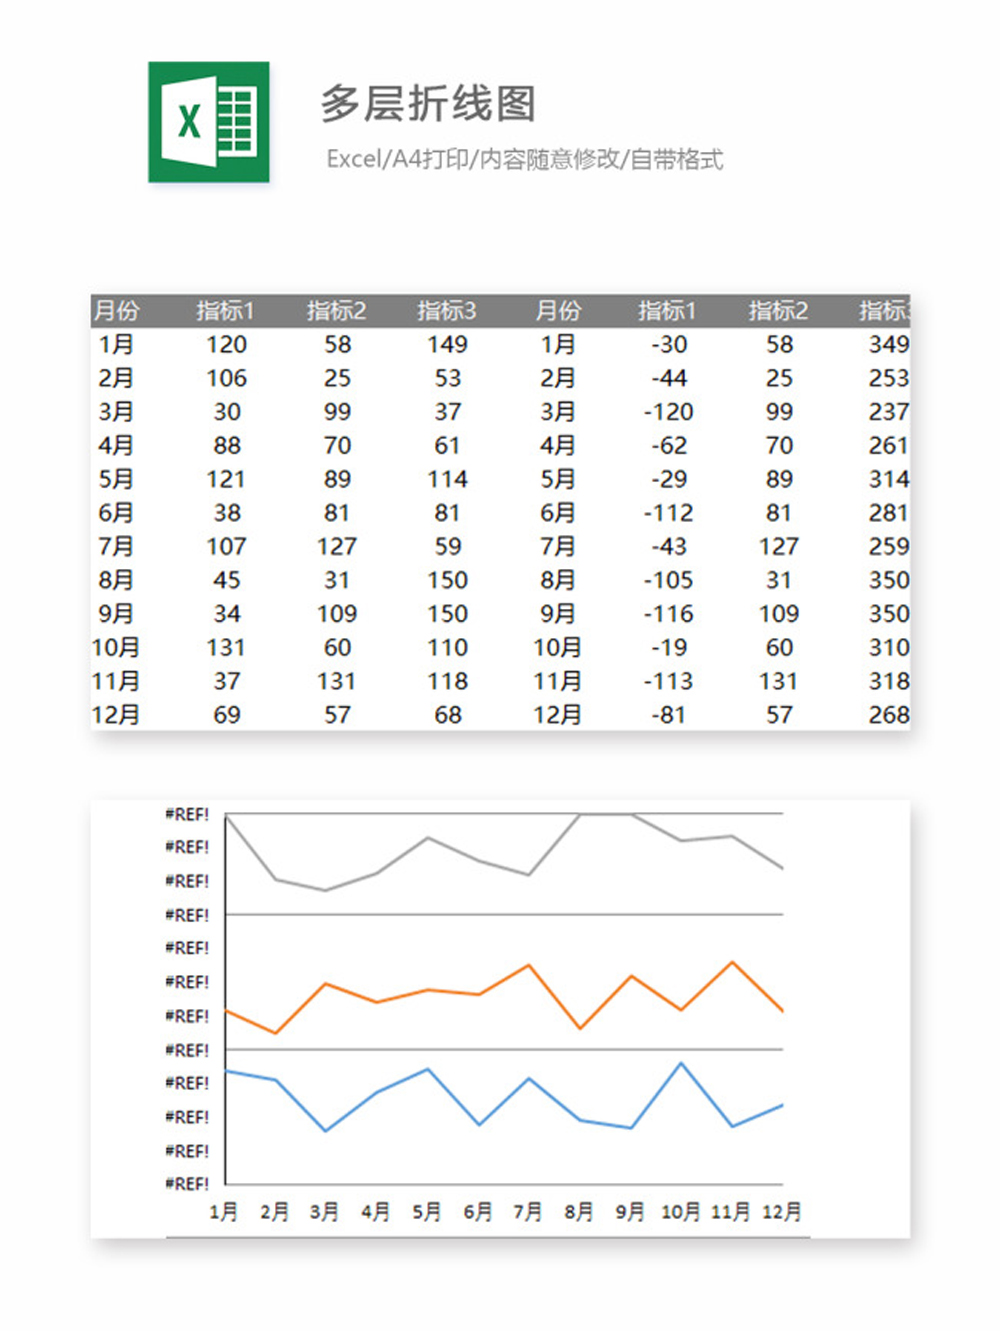 X
多层折线图
Excel/A4打印/内容随意修改/自带格式
月份 指标1 指标2 指标3 月份 指标1 指标2 指标3
1月 120 58 149 1月 -30 58 349
2月 106 25 53 2月 -44 25 253
3月 30 99 37 3月 -120 99 237
4月 88 70 61 4月 -62 70 261
5月 121 89 114 5月 -29 89 314
6月 38 81 81 6月 -112 81 281
7月 107 127 59 7月 -43 127 259
8月 45 31 150 8月 -105 31 350
9月 34 109 150 9月 -116 109 350
10月 131 60 110 10月 -19 60 310
11月 37 131 118 11月 -113 131 318
12月 69 57 68 12月 -81 57 268
#REF!
#REF!
#REF!
#REF!
#REF!
#REF!
#REF!
#REF!
#REF!
#REF!
#REF!
#REF!
1月 2月 3月 4月 5月 6月 7月 8月 9月 10月 11月 12月